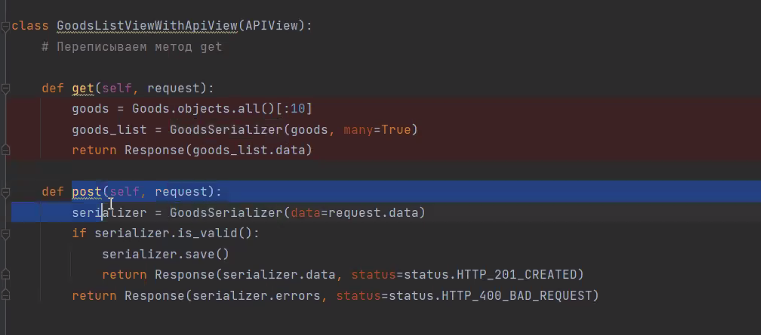 class GoodsListViewWithApiView(APIView):
    # Переписываем метод get
    def get(self, request):
        goods = Goods.objects.all()[:10]
        goods_list = GoodsSerializer(goods, many=True)
        return Response(goods_list.data)
    def post(self, request):
        serializer = GoodsSerializer(data=request.data)
        if serializer.is_valid():
            serializer.save()
            return Response(serializer.data, status=status.HTTP_201_CREATED)
        return Response(serializer.errors, status=status.HTTP_400_BAD_REQUEST)